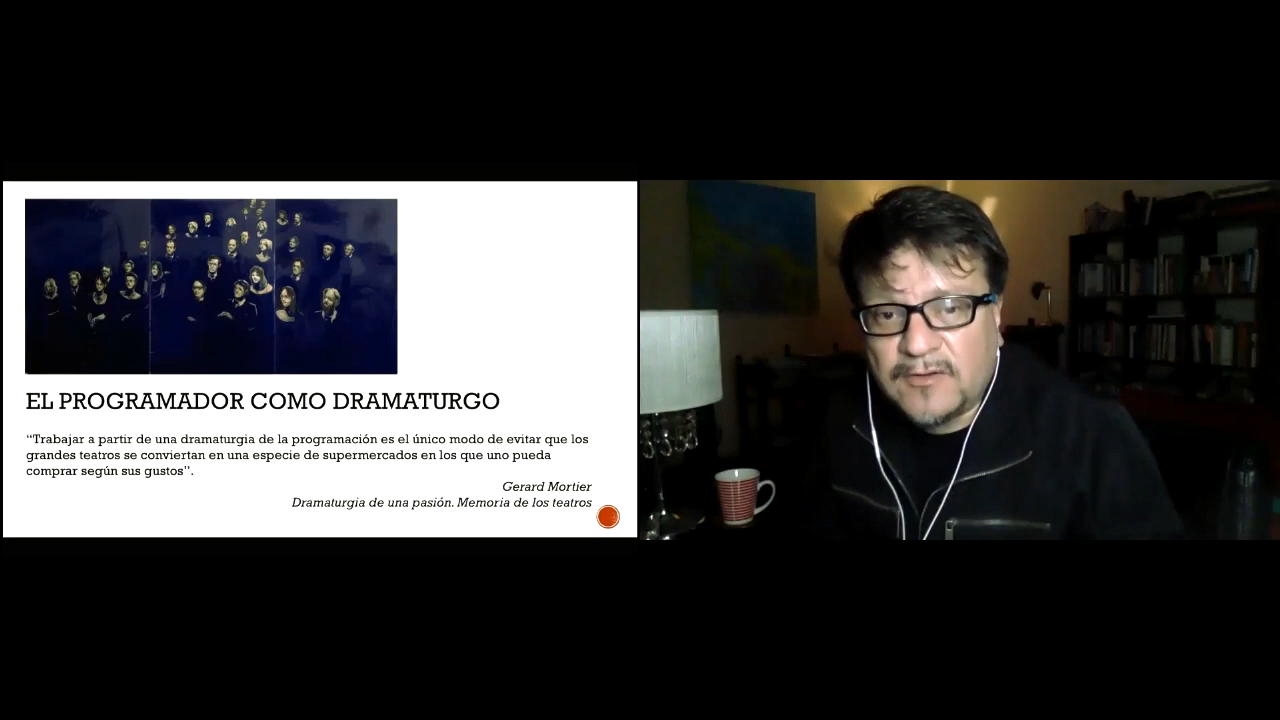 EL PROGRAMADOR COMO DRAMATURGO
“Trabajar a partir de una dramaturgia de la programación es el único modo de evitar que los
grandes teatros se conviertan en una especie de supermercados en los que uno pueda
comprar según sus gustos”.
Gerard Mortier
Dramaturgia de una pasión. Memoria de los teatros